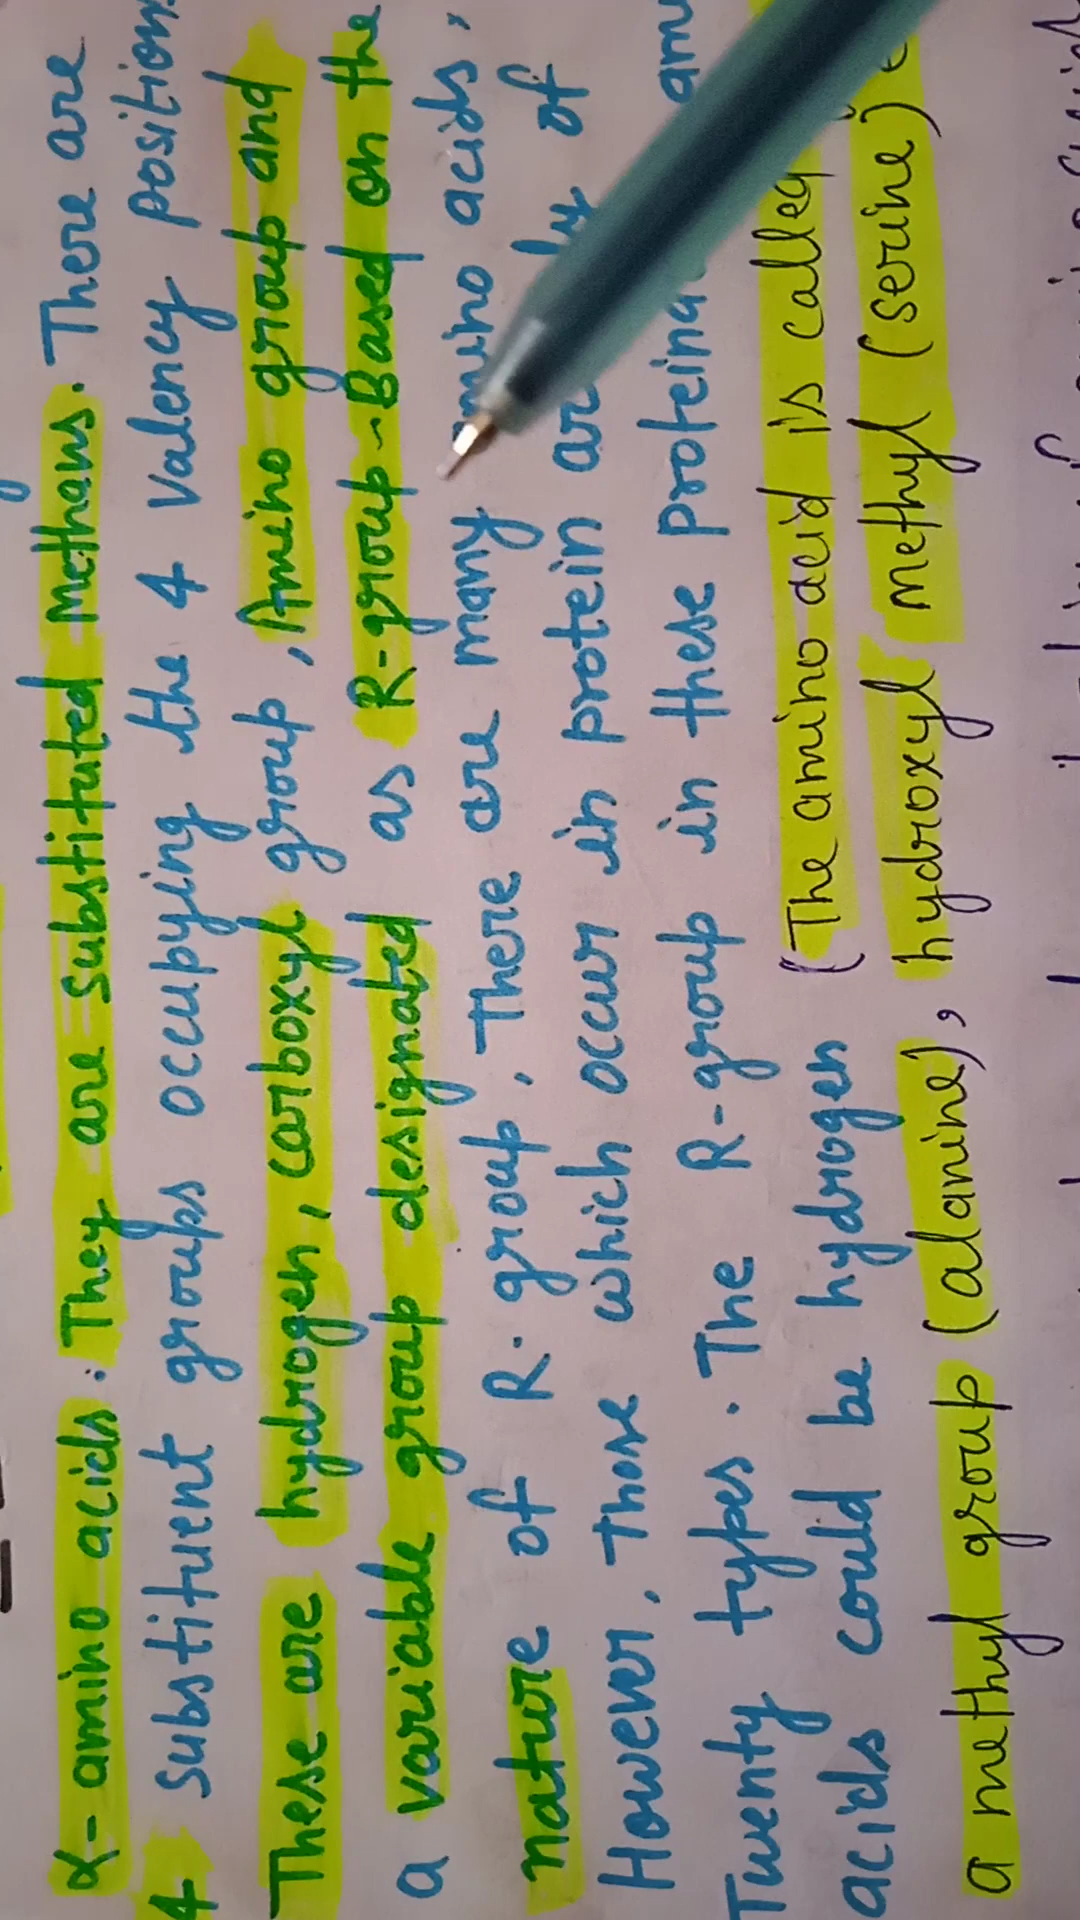 α- amino acids. They are substituted methans. There are
4 substituent groups occupying the 4 valency positions
These are hydrogen, carboxyl group, Amino group and
a variable group designated as R-group-Based on the
nature of R-group. There are many amino acids,
However, those which occur in protein are of
Twenty types. The R-group in these
acids could be hydrogen (The amino acid is called
a methyl group (alanine), hydroxyl methyl (serine)